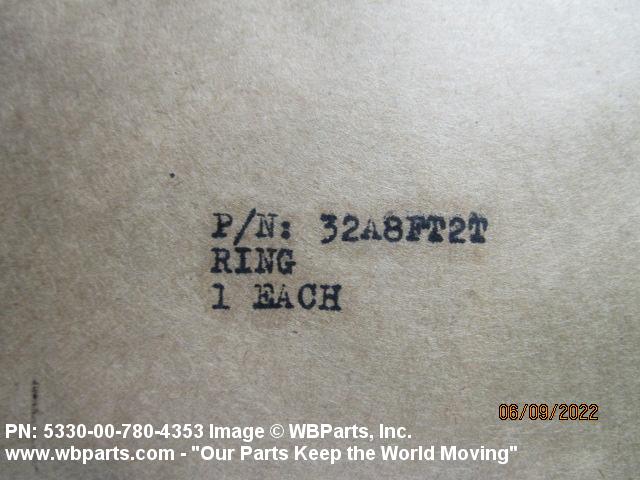 P/N: 32A8FT2T
RING
1 EACH
06/09/2022
PN: 5330-00-780-4353 Image © WBParts, Inc.
www.wbparts.com - "Our Parts Keep the World Moving"